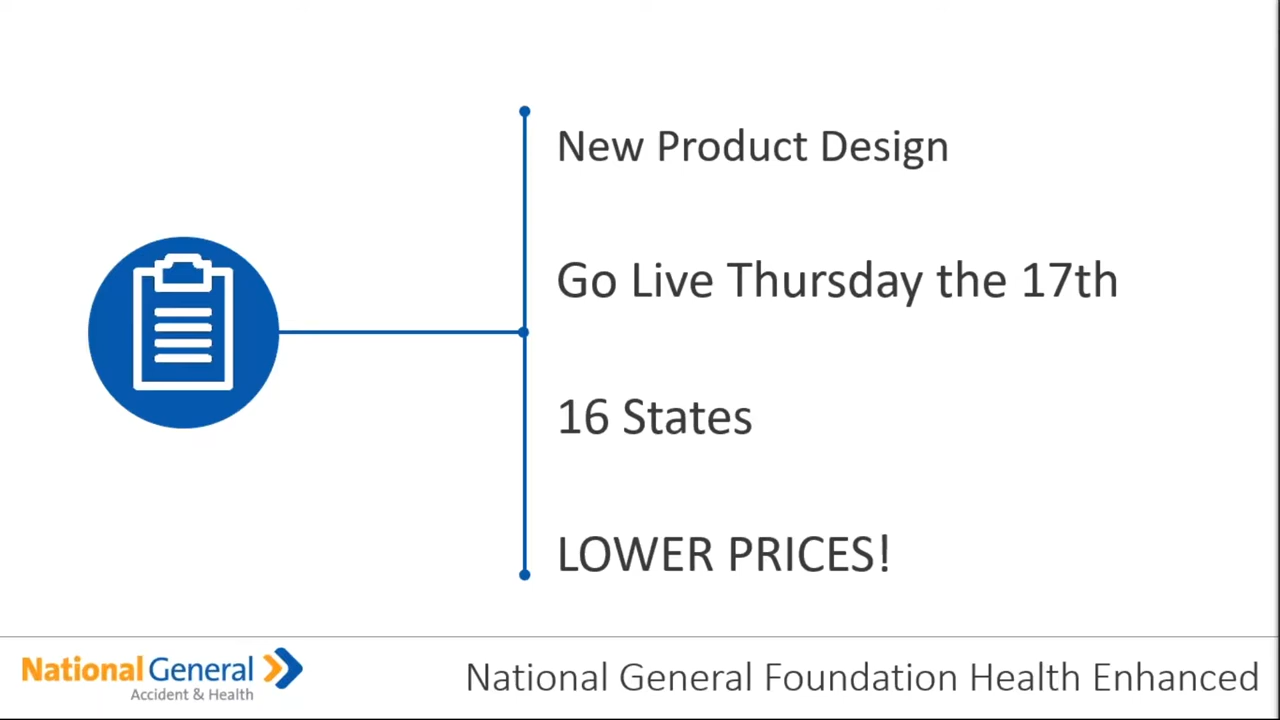 New Product Design
Go Live Thursday the 17th
16 States
LOWER PRICES!
National General
Accident & Health
National General Foundation Health Enhanced